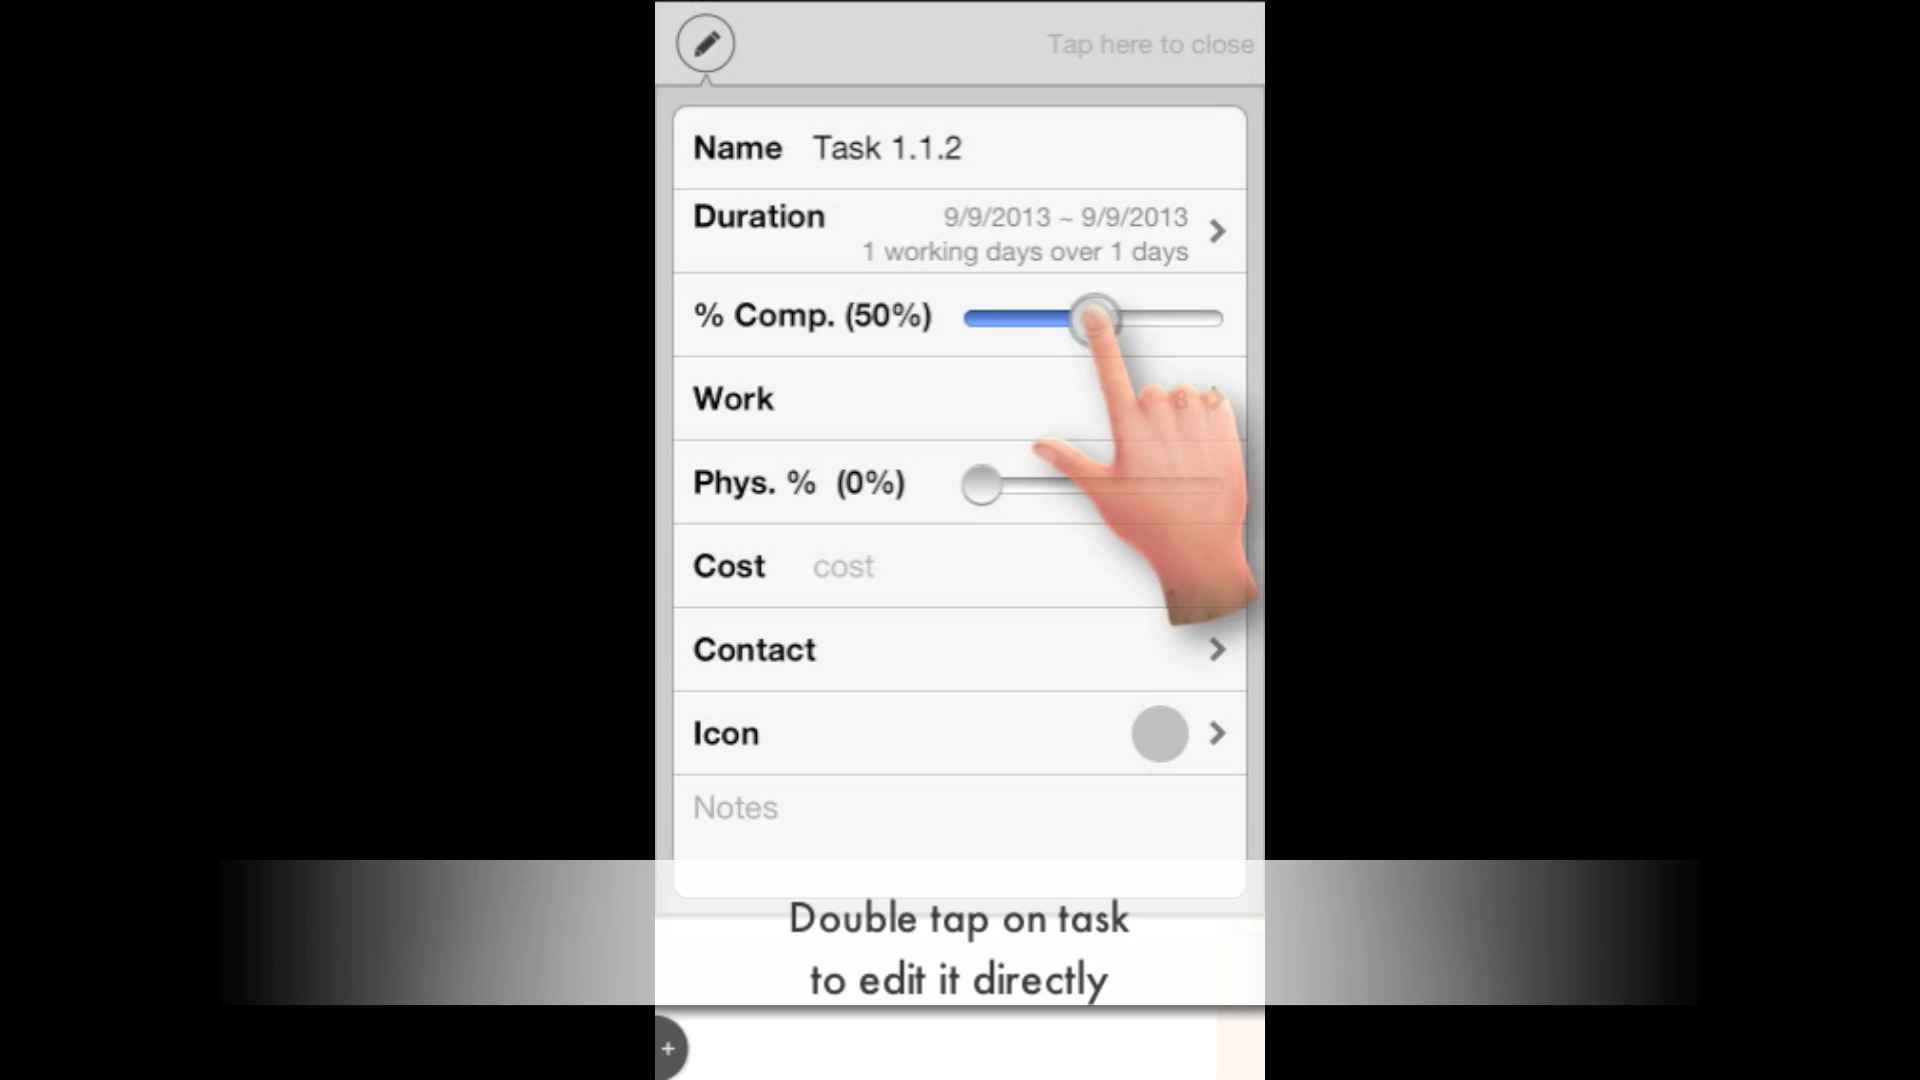 Tap here to close
Name Task 1.1.2
Duration 9/9/2013 ~ 9/9/2013
1 working days over 1 days
% Comp. (50%)
Work 8
Phys. % (0%)
Cost cost
Contact
Icon
Notes
Double tap on task
to edit it directly
+